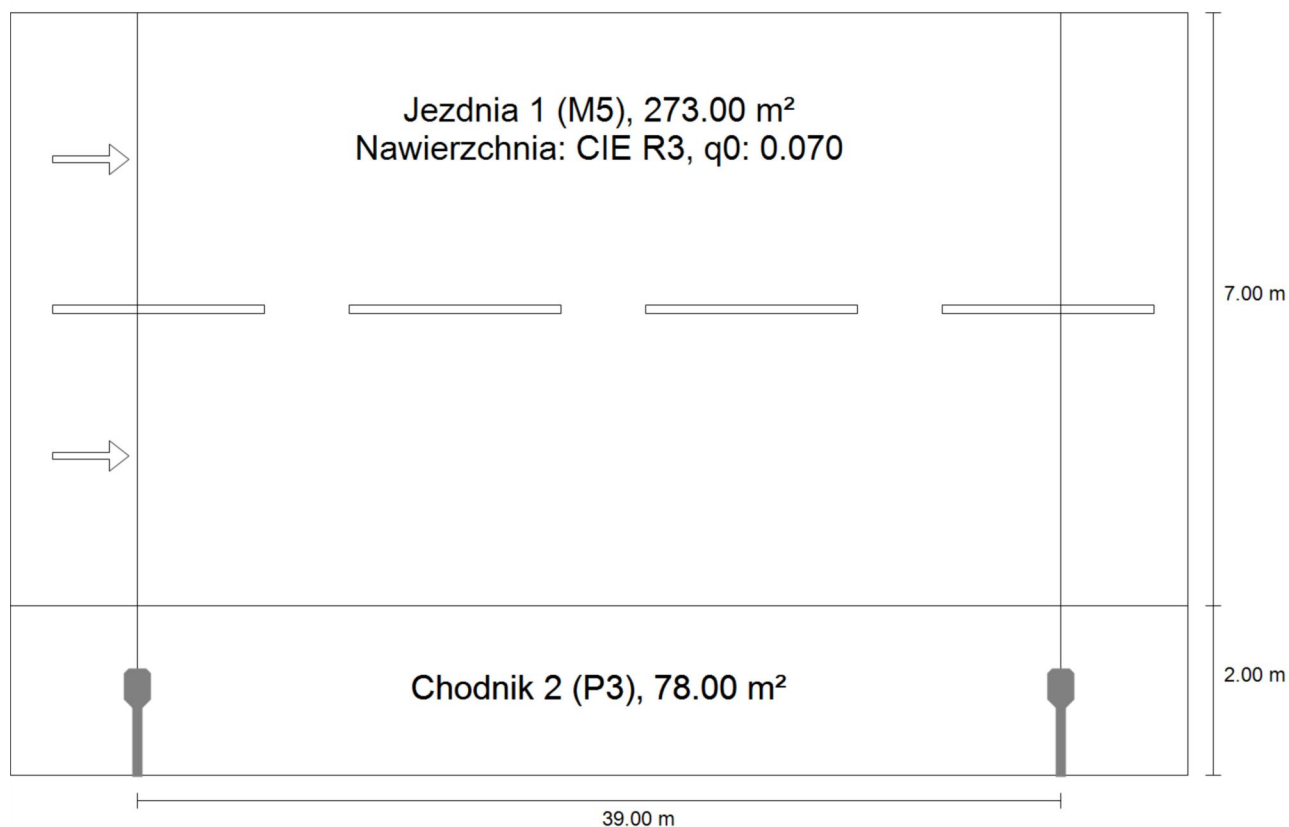 Jezdnia 1 (M5), 273.00 m²
Nawierzchnia: CIE R3, q0: 0.070
7.00 m
Chodnik 2 (P3), 78.00 m²
2.00 m
39.00 m